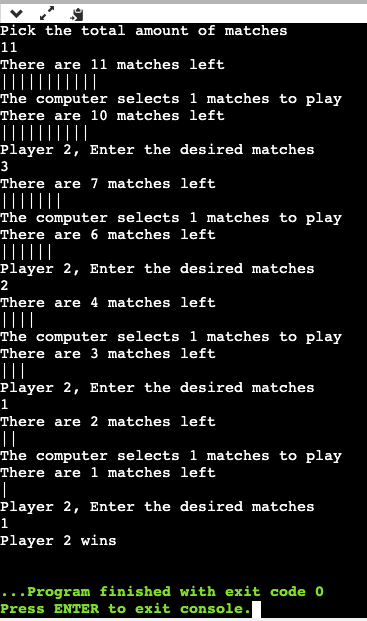 Pick the total amount of matches
11
There are 11 matches left
|||||||||||
The computer selects 1 matches to play
There are 10 matches left
||||||||||
Player 2, Enter the desired matches
3
There are 7 matches left
|||||||
The computer selects 1 matches to play
There are 6 matches left
||||||
Player 2, Enter the desired matches
2
There are 4 matches left
||||
The computer selects 1 matches to play
There are 3 matches left
|||
Player 2, Enter the desired matches
1
There are 2 matches left
||
The computer selects 1 matches to play
There are 1 matches left
|
Player 2, Enter the desired matches
1
Player 2 wins
...Program finished with exit code 0
Press ENTER to exit console.